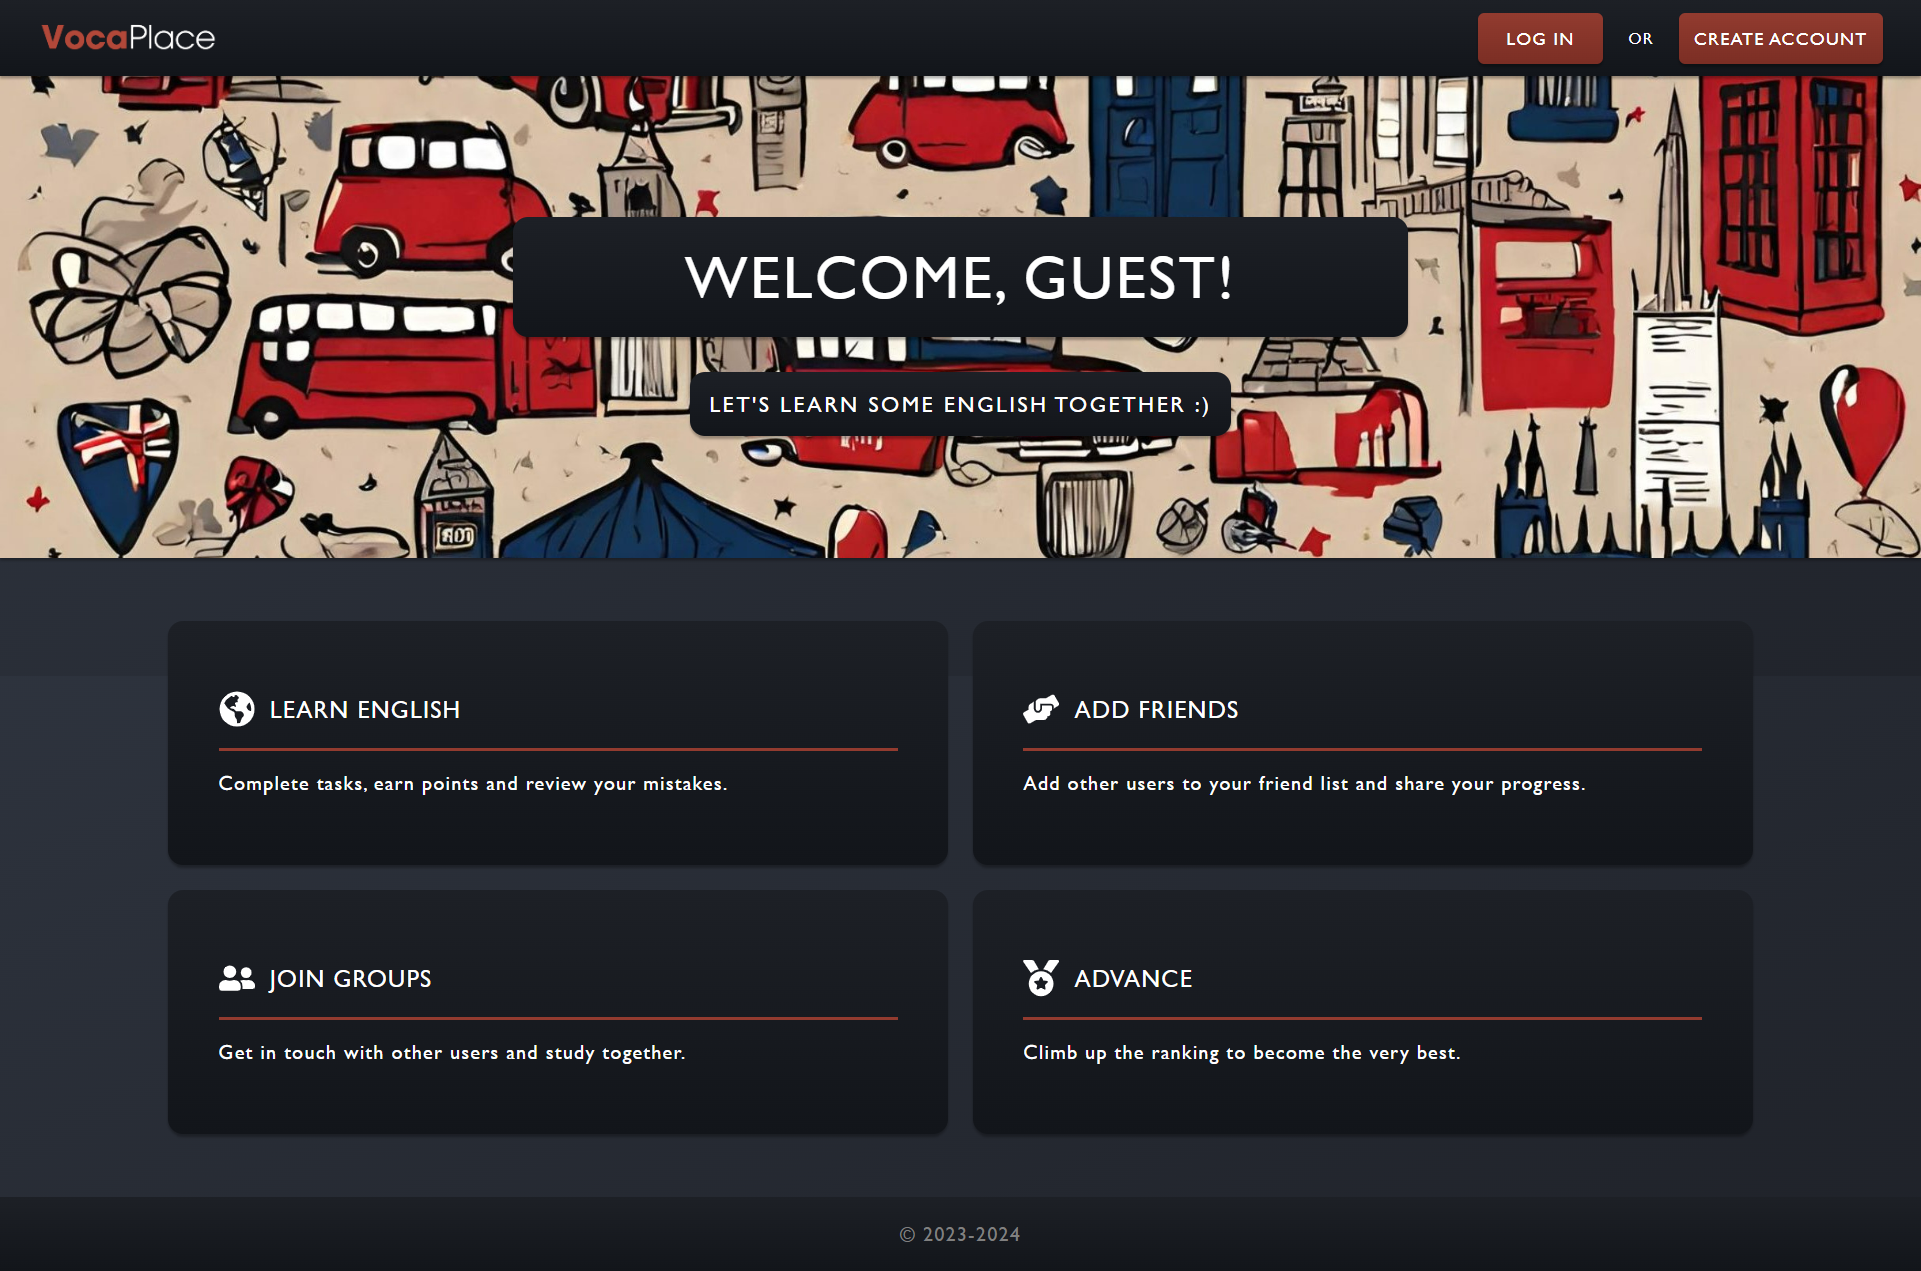 VocaPlace
LOG IN
OR
CREATE ACCOUNT
WELCOME, GUEST!
LET'S LEARN SOME ENGLISH TOGETHER :)
LEARN ENGLISH
Complete tasks, earn points and review your mistakes.
ADD FRIENDS
Add other users to your friend list and share your progress.
JOIN GROUPS
Get in touch with other users and study together.
ADVANCE
Climb up the ranking to become the very best.
© 2023-2024